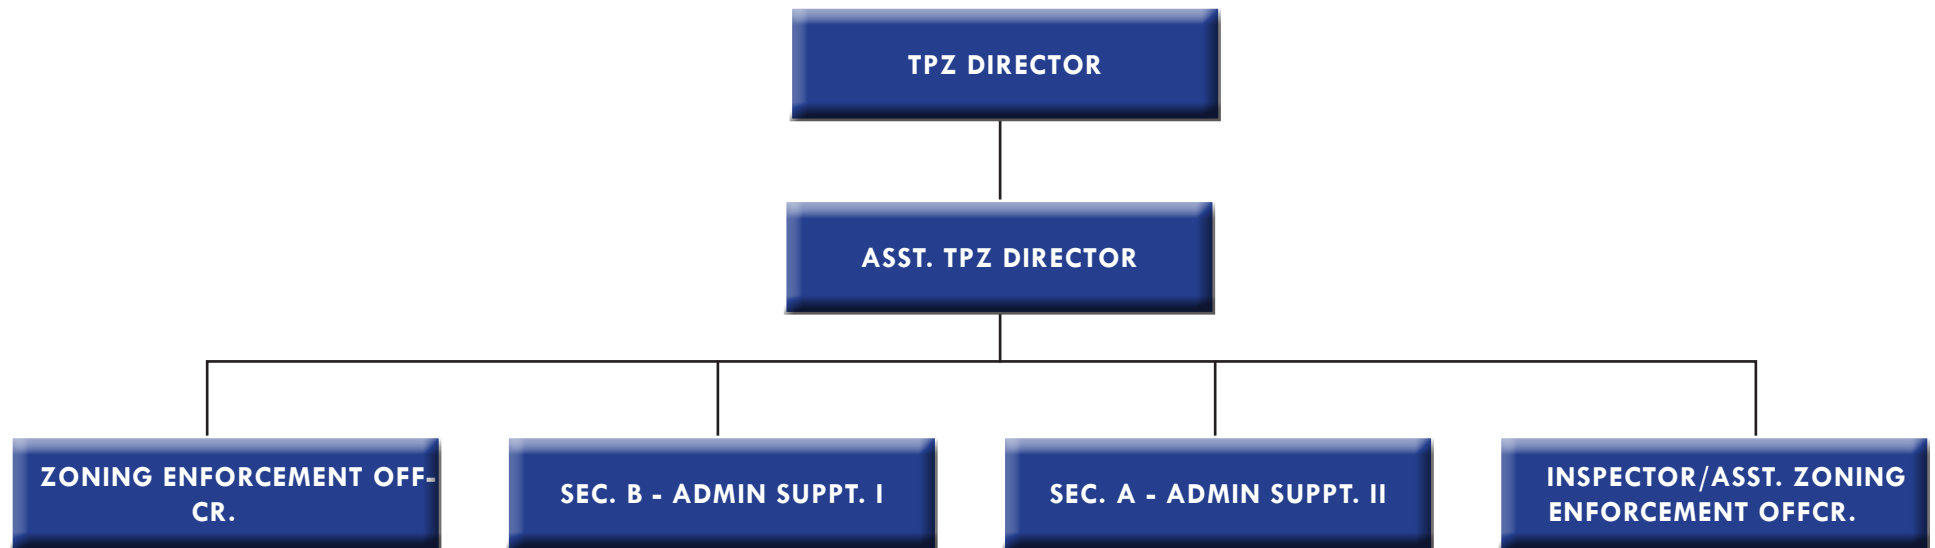 TPZ DIRECTOR
ASST. TPZ DIRECTOR
ZONING ENFORCEMENT OFF-
CR.
SEC. B - ADMIN SUPPT. I
SEC. A - ADMIN SUPPT. II
INSPECTOR/ASST. ZONING
ENFORCEMENT OFFCR.